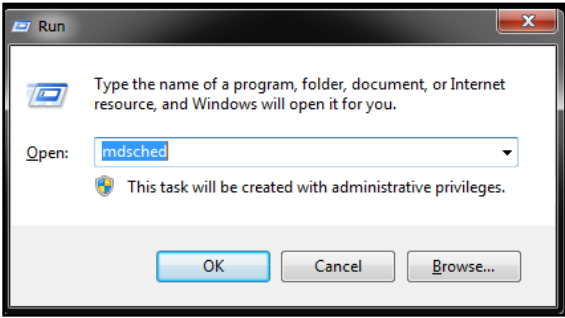 Run
Type the name of a program, folder, document, or Internet
resource, and Windows will open it for you.
Open: mdsched
This task will be created with administrative privileges.
OK Cancel Browse...